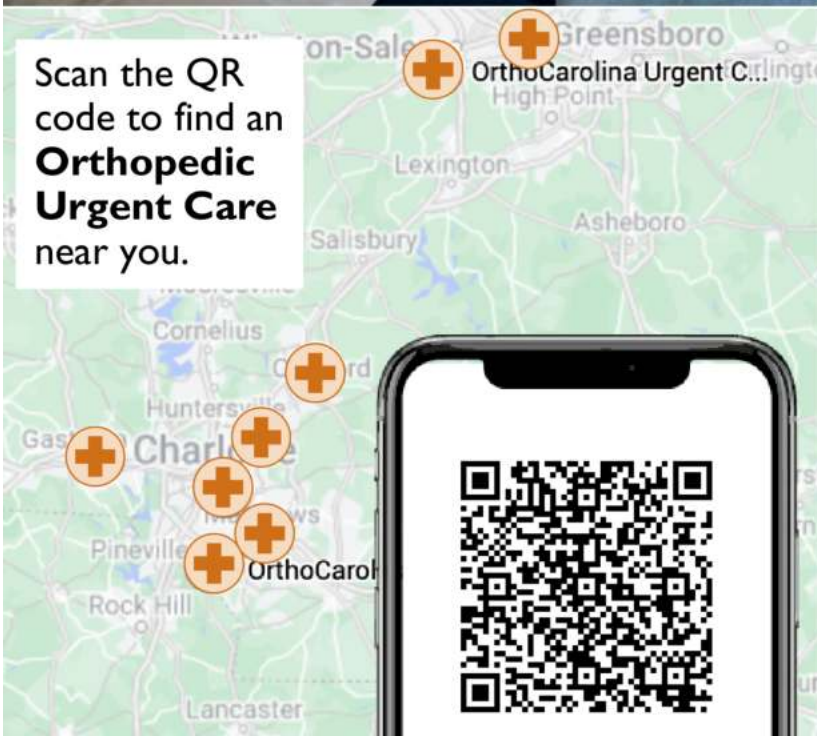 Scan the QR
code to find an
Orthopedic
Urgent Care
near you.
Greensboro
OrthoCarolina Urgent C...
High Point
Lexington
Asheboro
Salisbury
Cornelius
Huntersville
Charlotte
Pineville
OrthoCarol
Rock Hill
Lancaster